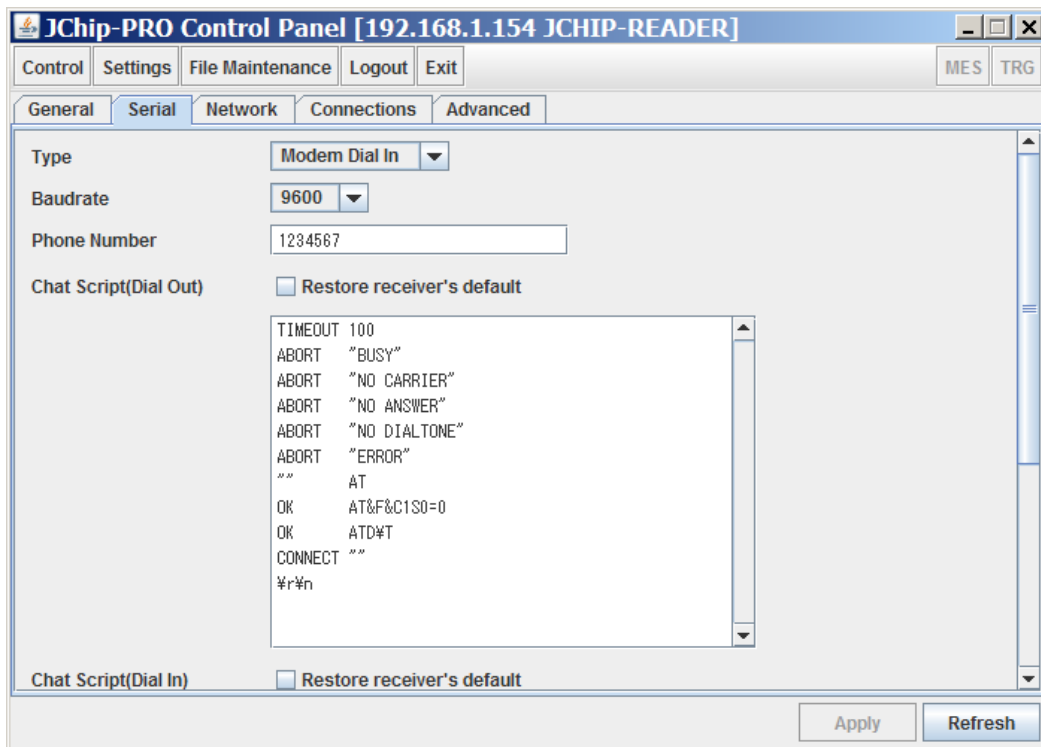 JChip-PRO Control Panel [192.168.1.154 JCHIP-READER]
Control Settings File Maintenance Logout Exit MES TRG
General Serial Network Connections Advanced
Type Modem Dial In
Baudrate 9600
Phone Number 1234567
Chat Script(Dial Out) Restore receiver's default
TIMEOUT 100
ABORT "BUSY"
ABORT "NO CARRIER"
ABORT "NO ANSWER"
ABORT "NO DIALTONE"
ABORT "ERROR"
"" AT
OK AT&F&C1S0=0
OK ATD¥T
CONNECT ""
¥r¥n
Chat Script(Dial In) Restore receiver's default
Apply Refresh